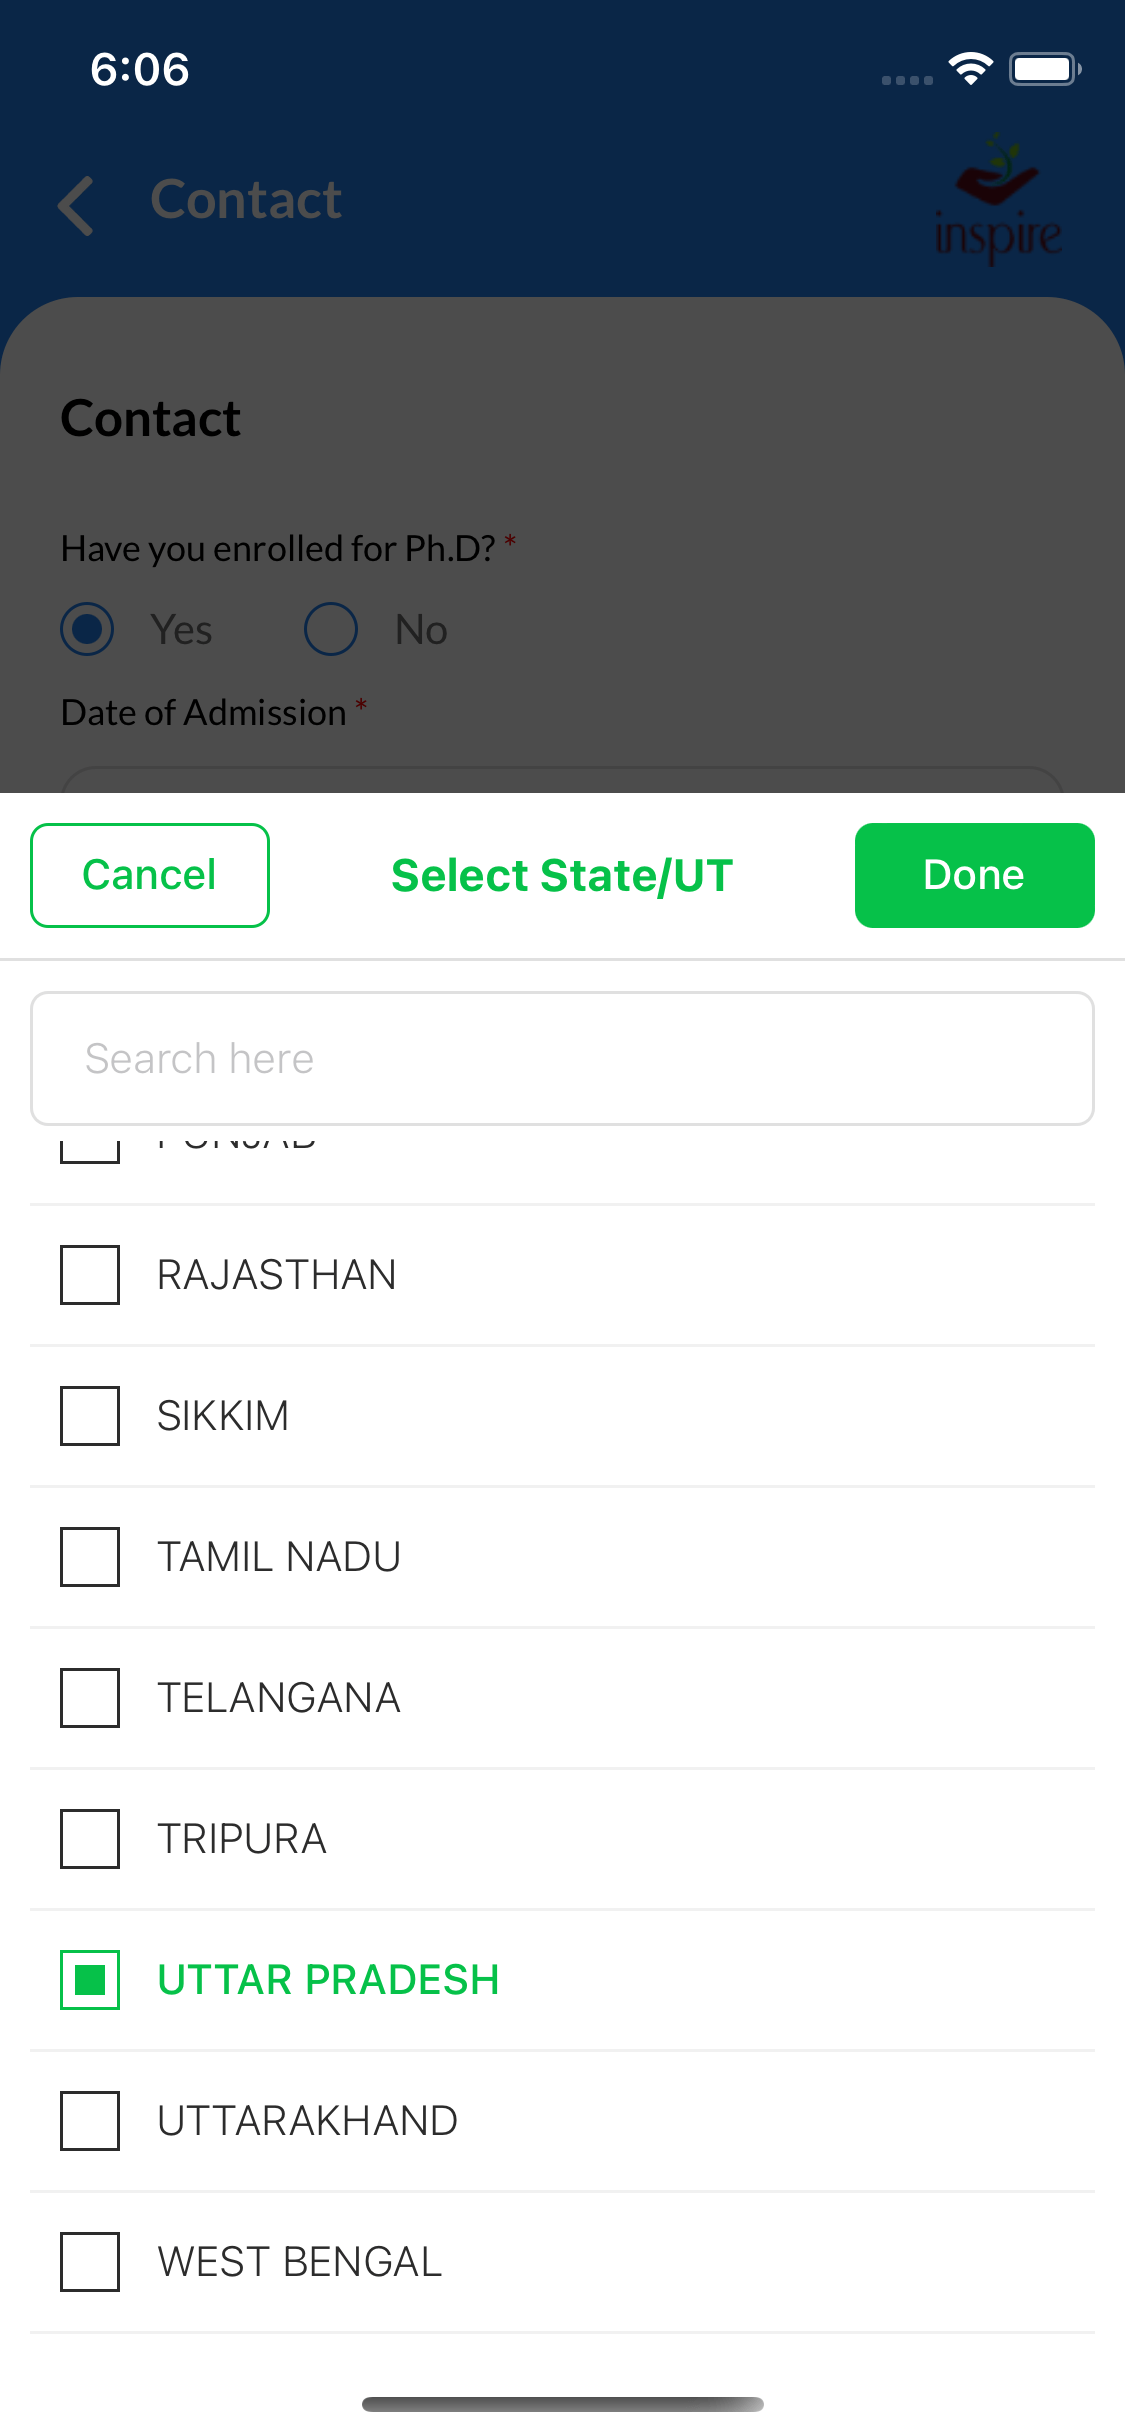 6:06
Contact
inspire
Contact
Have you enrolled for Ph.D? *
Yes No
Date of Admission *
Cancel Select State/UT Done
Search here
PUNJAB
RAJASTHAN
SIKKIM
TAMIL NADU
TELANGANA
TRIPURA
UTTAR PRADESH
UTTARAKHAND
WEST BENGAL